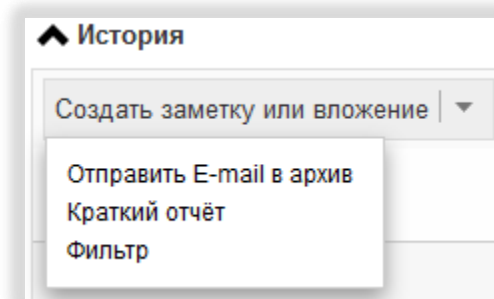 История
Создать заметку или вложение
Отправить E-mail в архив
Краткий отчёт
Фильтр